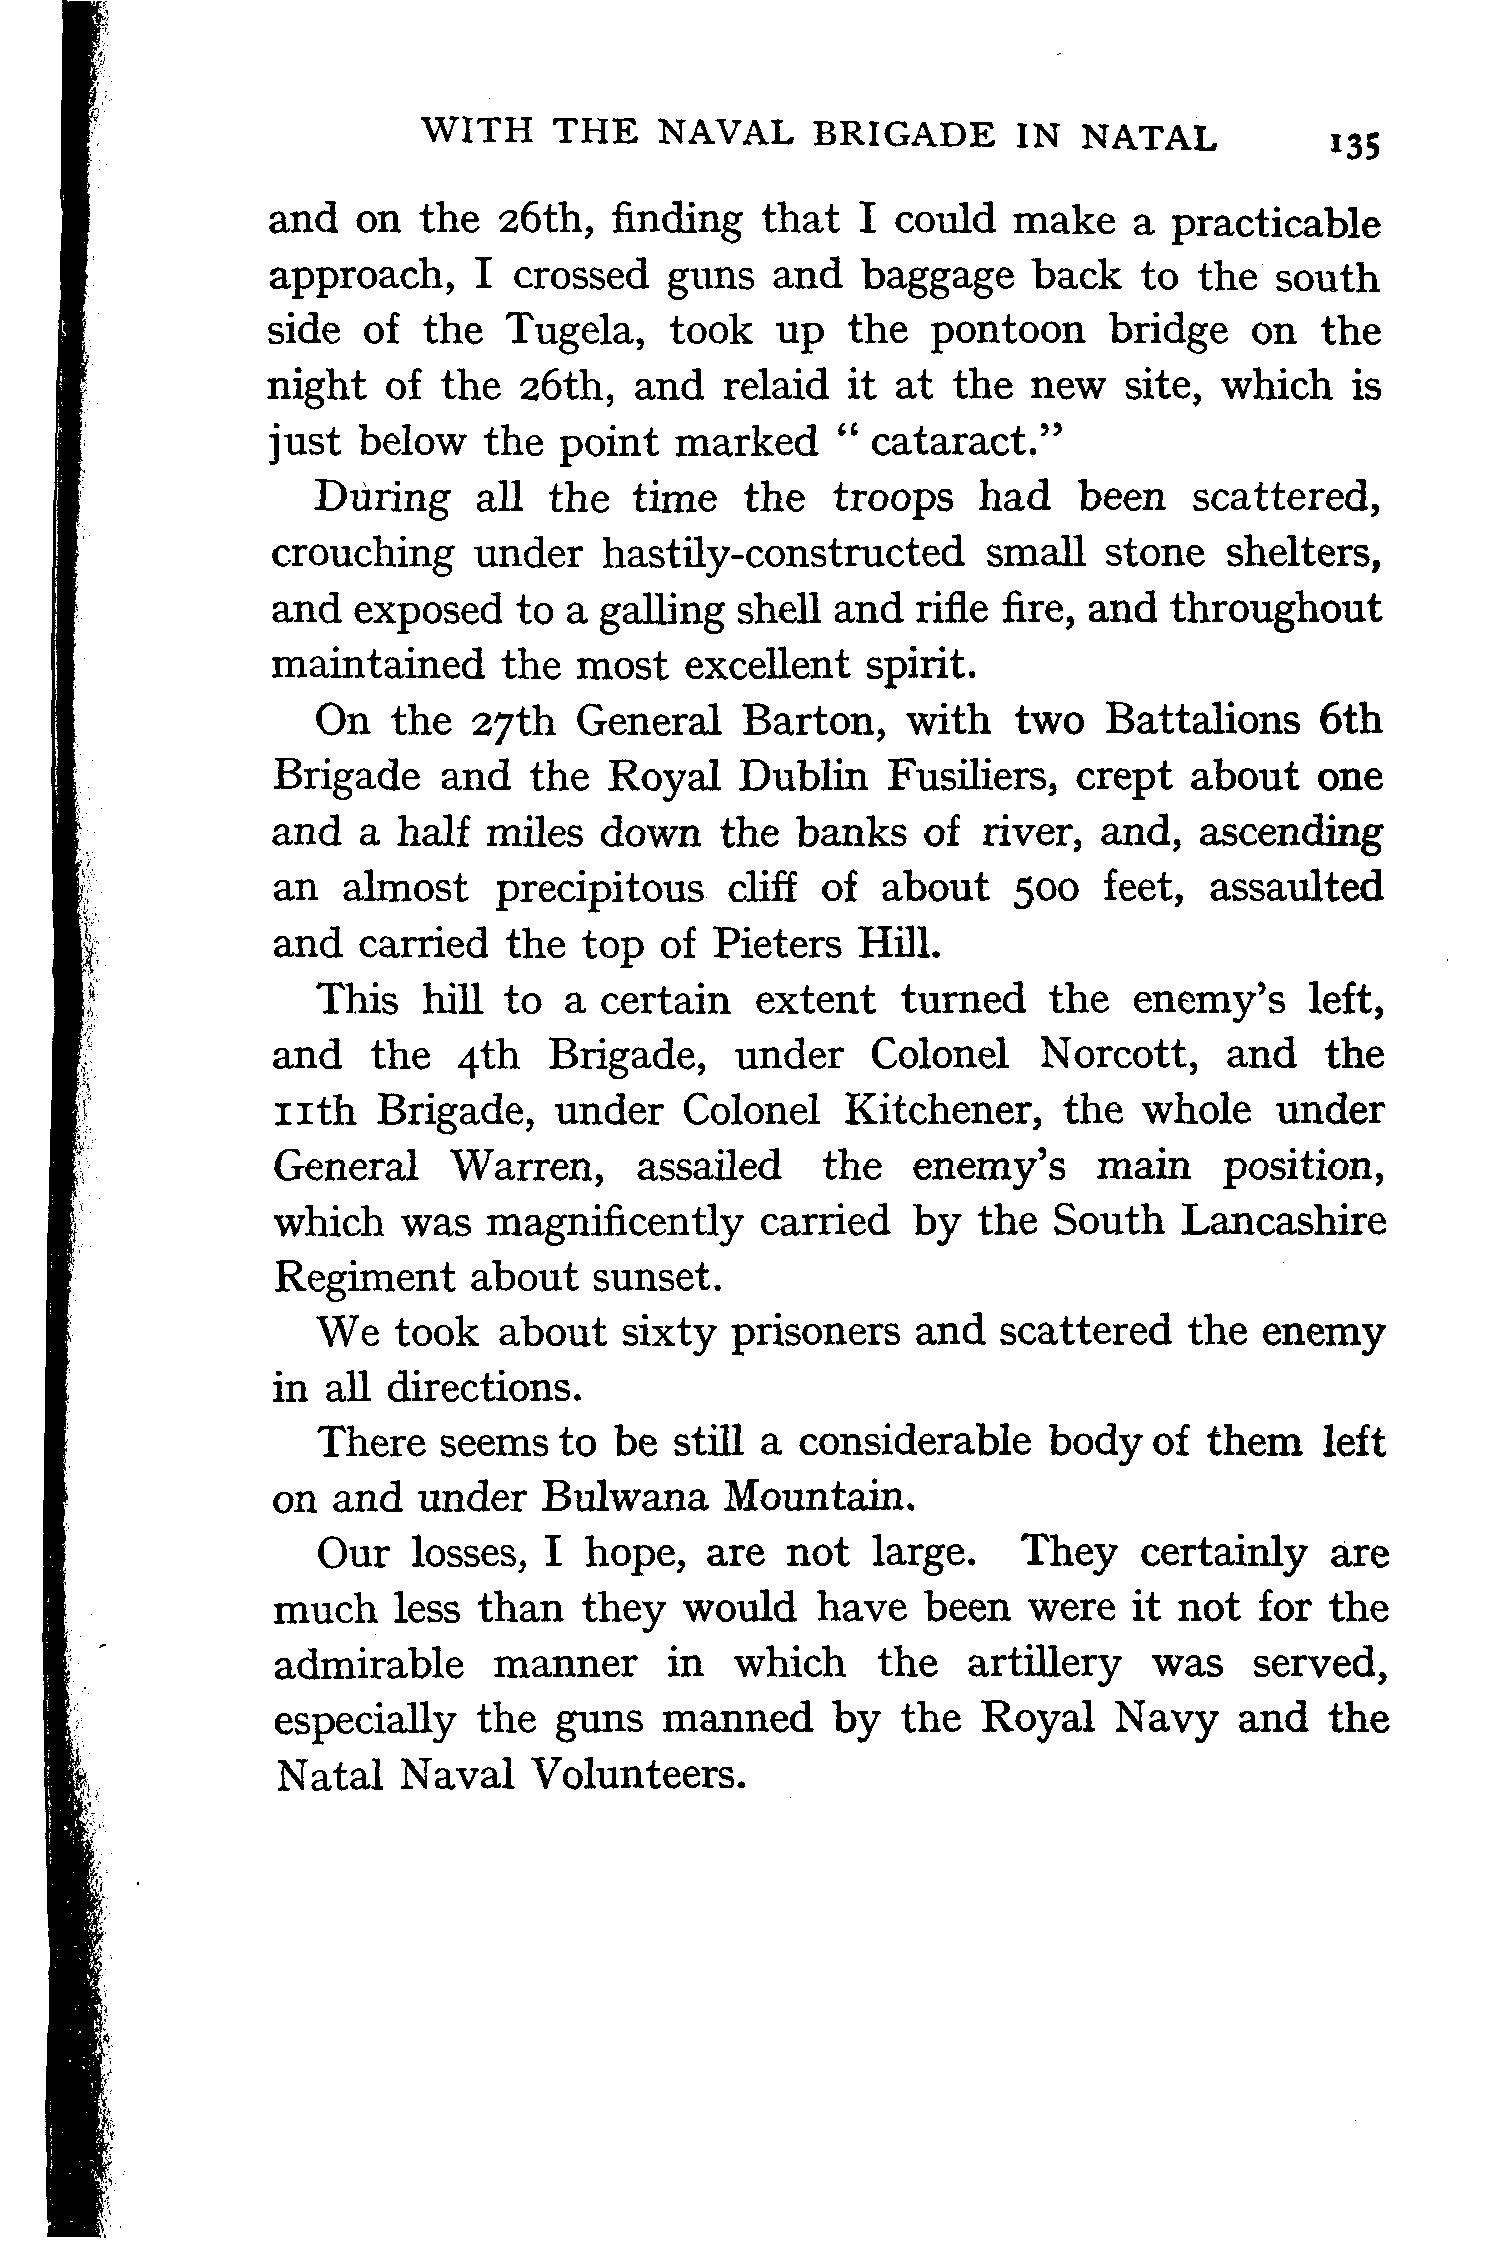 WITH THE NAVAL BRIGADE IN NATAL 135
and on the 26th, finding that I could make a practicable
approach, I crossed guns and baggage back to the south
side of the Tugela, took up the pontoon bridge on the
night of the 26th, and relaid it at the new site, which is
just below the point marked “ cataract.”
During all the time the troops had been scattered,
crouching under hastily-constructed small stone shelters,
and exposed to a galling shell and rifle fire, and throughout
maintained the most excellent spirit.
On the 27th General Barton, with two Battalions 6th
Brigade and the Royal Dublin Fusiliers, crept about one
and a half miles down the banks of river, and, ascending
an almost precipitous cliff of about 500 feet, assaulted
and carried the top of Pieters Hill.
This hill to a certain extent turned the enemy’s left,
and the 4th Brigade, under Colonel Norcott, and the
11th Brigade, under Colonel Kitchener, the whole under
General Warren, assailed the enemy’s main position,
which was magnificently carried by the South Lancashire
Regiment about sunset.
We took about sixty prisoners and scattered the enemy
in all directions.
There seems to be still a considerable body of them left
on and under Bulwana Mountain.
Our losses, I hope, are not large. They certainly are
much less than they would have been were it not for the
admirable manner in which the artillery was served,
especially the guns manned by the Royal Navy and the
Natal Naval Volunteers.